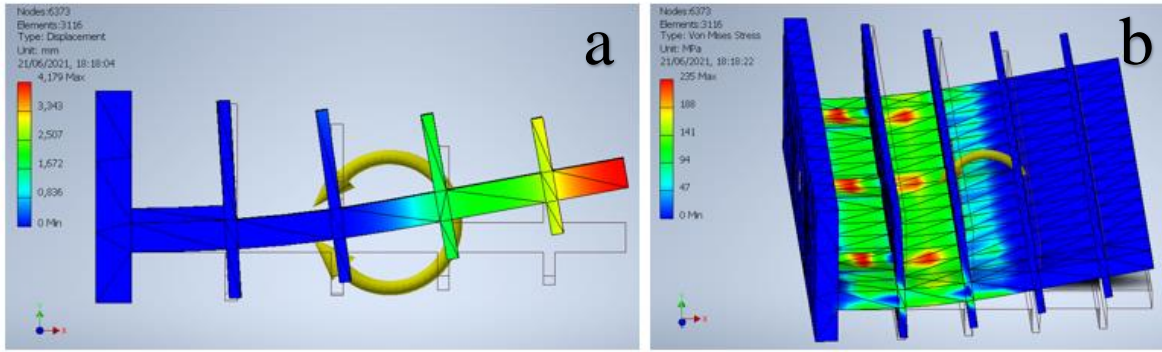 Nodes:6373
Elements:3116
Type: Displacement
Unit: mm
21/06/2021, 18:18:04
4,179 Max
3,343
2,507
1,672
0,836
0 Min
a
Y
X
Nodes:6373
Elements:3116
Type: Von Mises Stress
Unit: MPa
21/06/2021, 18:18:22
235 Max
188
141
94
47
0 Min
b
Y
X